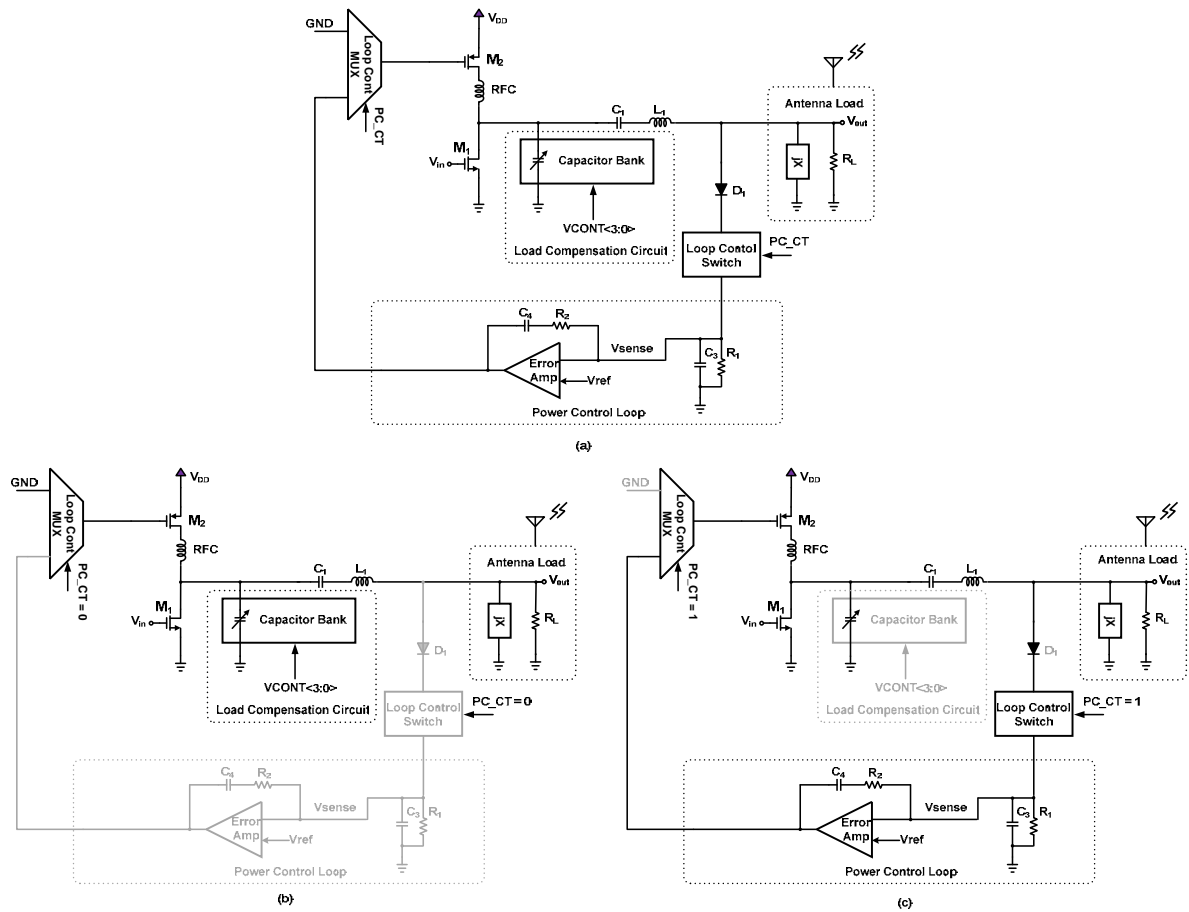 GND
Loop Cont
MUX
PC_CT
VDD
M2
RFC
M1
Vin
C1
L1
Capacitor Bank
VCONT<3:0>
Load Compensation Circuit
D1
Loop Contol
Switch
PC_CT
Antenna Load
Vout
jX
RL
C4
R2
Vsense
Error
Amp
Vref
C3
R1
Power Control Loop
(a)
GND
Loop Cont
MUX
PC_CT = 0
VDD
M2
RFC
M1
Vin
C1
L1
Capacitor Bank
VCONT<3:0>
Load Compensation Circuit
D1
Loop Control
Switch
PC_CT = 0
Antenna Load
Vout
jX
RL
C4
R2
Vsense
Error
Amp
Vref
C3
R1
Power Control Loop
(b)
GND
Loop Cont
MUX
PC_CT = 1
VDD
M2
RFC
M1
Vin
C1
L1
Capacitor Bank
VCONT<3:0>
Load Compensation Circuit
D1
Loop Control
Switch
PC_CT = 1
Antenna Load
Vout
jX
RL
C4
R2
Vsense
Error
Amp
Vref
C3
R1
Power Control Loop
(c)